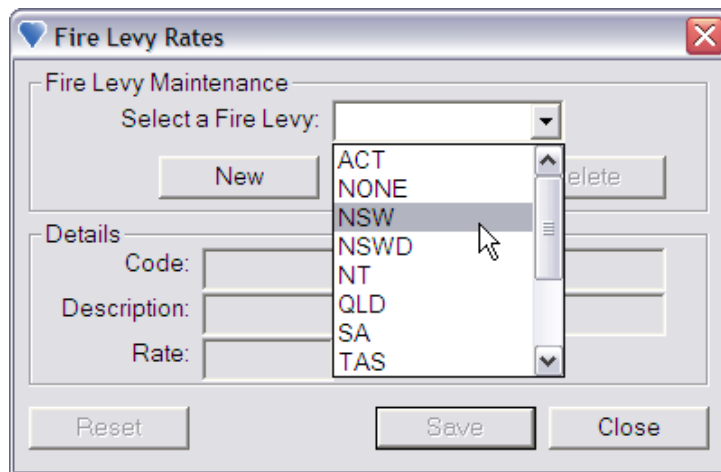 Fire Levy Rates
Fire Levy Maintenance
Select a Fire Levy:
ACT
NONE
NSW
NSWD
NT
QLD
SA
TAS
New
elete
Details
Code:
Description:
Rate:
Reset
Save
Close